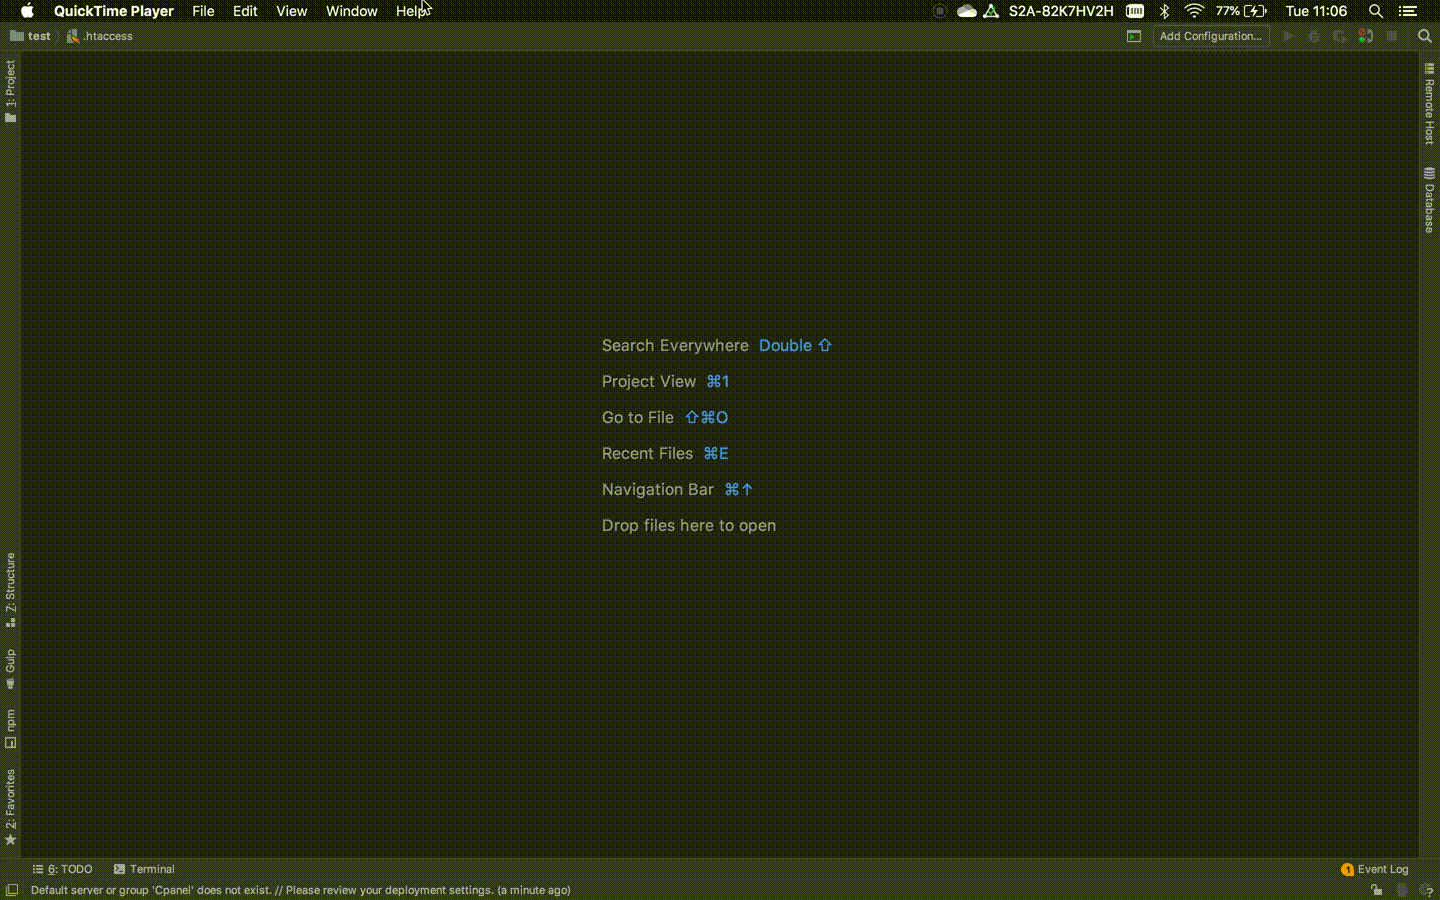 QuickTime Player File Edit View Window Help S2A-82K7HV2H 77% Tue 11:06
test .htaccess Add Configuration...
1: Project
Remote Host
Database
Search Everywhere Double ⇧
Project View ⌘1
Go to File ⇧⌘O
Recent Files ⌘E
Navigation Bar ⌘↑
Drop files here to open
Z: Structure
Gulp
npm
2: Favorites
6: TODO Terminal 1 Event Log
Default server or group 'Cpanel' does not exist. // Please review your deployment settings. (a minute ago)